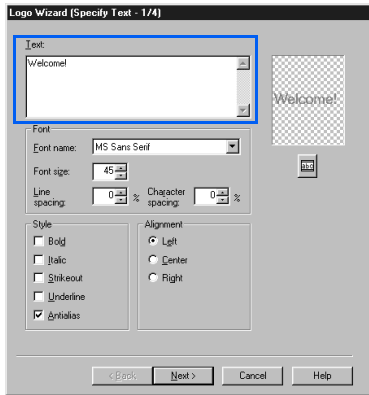 Logo Wizard (Specify Text - 1/4)
Text:
Welcome!
Welcome!
Font
Font name: MS Sans Serif
Font size: 45
Line spacing: 0 % Character spacing: 0 %
abc
Style
Bold
Italic
Strikeout
Underline
Antialias
Alignment
Left
Center
Right
< Back Next > Cancel Help